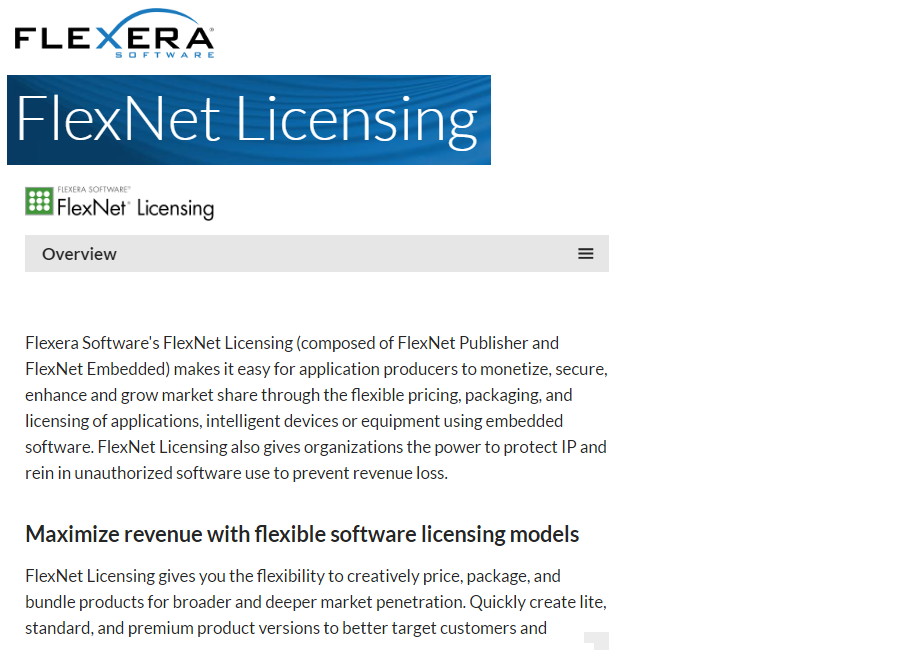 FLEXERA
SOFTWARE
FlexNet Licensing
FLEXERA SOFTWARE™
FlexNet® Licensing
Overview
Flexera Software's FlexNet Licensing (composed of FlexNet Publisher and
FlexNet Embedded) makes it easy for application producers to monetize, secure,
enhance and grow market share through the flexible pricing, packaging, and
licensing of applications, intelligent devices or equipment using embedded
software. FlexNet Licensing also gives organizations the power to protect IP and
rein in unauthorized software use to prevent revenue loss.
Maximize revenue with flexible software licensing models
FlexNet Licensing gives you the flexibility to creatively price, package, and
bundle products for broader and deeper market penetration. Quickly create lite,
standard, and premium product versions to better target customers and